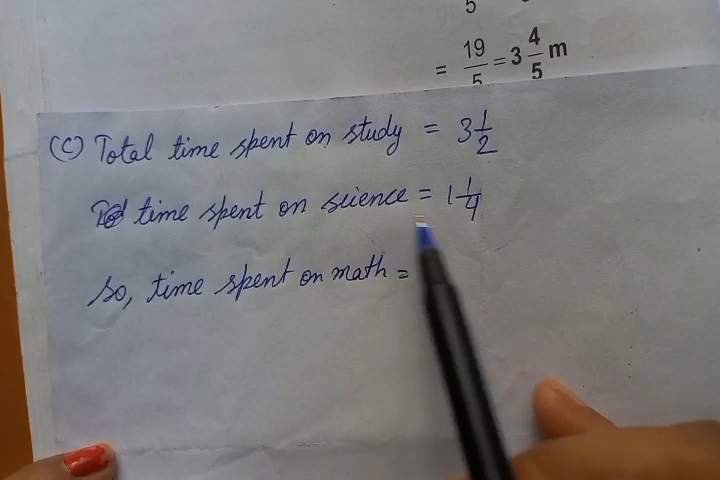 5
= 19/5 = 3 4/5 m
(C) Total time spent on study = 3 1/2
time spent on science = 1 1/4
So, time spent on math =